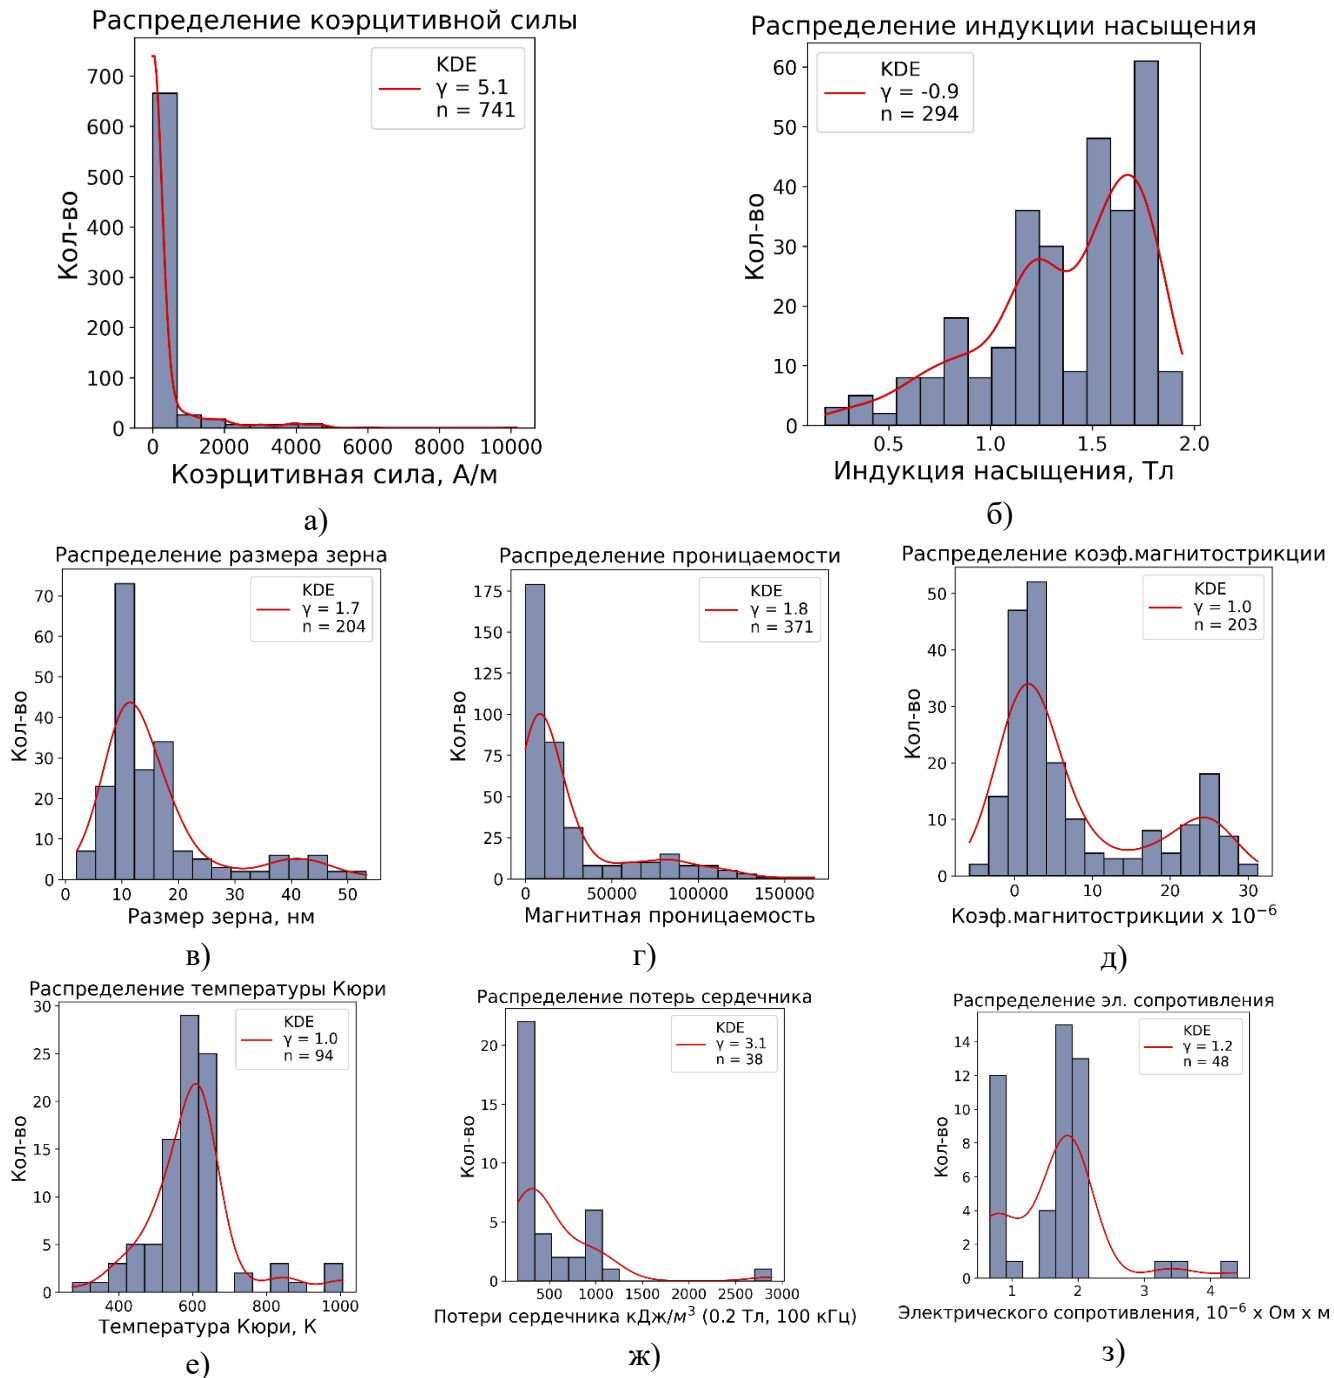 Распределение коэрцитивной силы
KDE
γ = 5.1
n = 741
700
600
500
400
300
200
100
0
Кол-во
0 2000 4000 6000 8000 10000
Коэрцитивная сила, А/м
а)
Распределение индукции насыщения
KDE
γ = -0.9
n = 294
60
50
40
30
20
10
0
Кол-во
0.5 1.0 1.5 2.0
Индукция насыщения, Тл
б)
Распределение размера зерна
KDE
γ = 1.7
n = 204
70
60
50
40
30
20
10
0
Кол-во
0 10 20 30 40 50
Размер зерна, нм
в)
Распределение проницаемости
KDE
γ = 1.8
n = 371
175
150
125
100
75
50
25
0
Кол-во
0 50000 100000 150000
Магнитная проницаемость
г)
Распределение коэф.магнитострикции
KDE
γ = 1.0
n = 203
50
40
30
20
10
0
Кол-во
0 10 20 30
Коэф.магнитострикции x 10⁻⁶
д)
Распределение температуры Кюри
KDE
γ = 1.0
n = 94
30
25
20
15
10
5
0
Кол-во
400 600 800 1000
Температура Кюри, К
е)
Распределение потерь сердечника
KDE
γ = 3.1
n = 38
20
15
10
5
0
Кол-во
500 1000 1500 2000 2500 3000
Потери сердечника кДж/м³ (0.2 Тл, 100 кГц)
ж)
Распределение эл. сопротивления
KDE
γ = 1.2
n = 48
14
12
10
8
6
4
2
0
Кол-во
1 2 3 4
Электрического сопротивления, 10⁻⁶ x Ом x м
з)